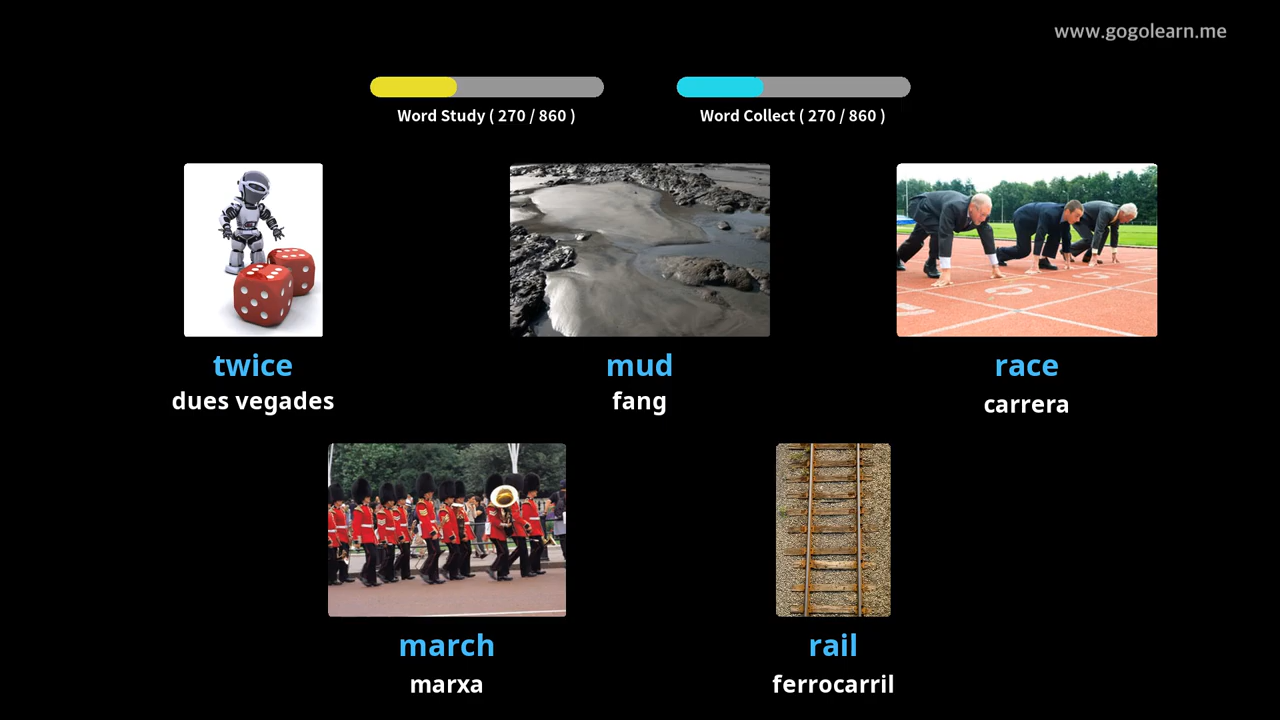 www.gogolearn.me
Word Study ( 270 / 860 )
Word Collect ( 270 / 860 )
twice
dues vegades
mud
fang
race
carrera
march
marxa
rail
ferrocarril